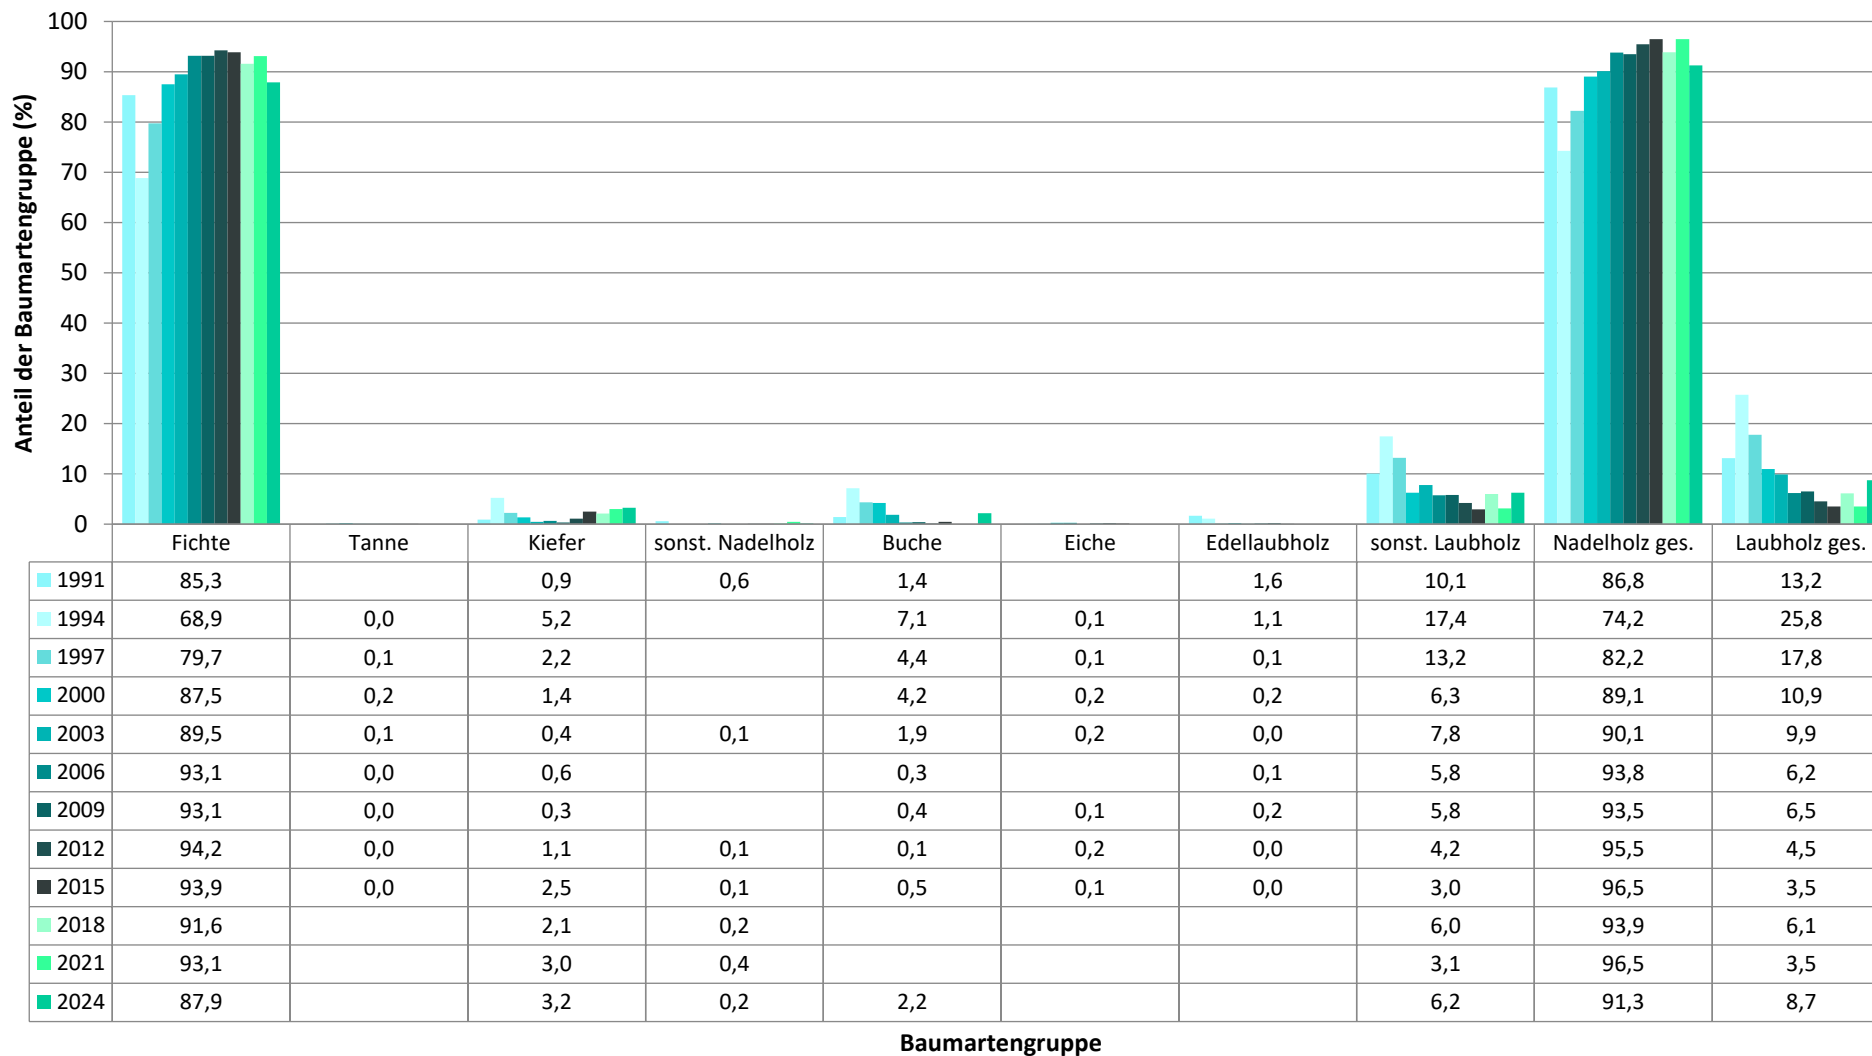 Anteil der Baumartengruppe (%)
100
90
80
70
60
50
40
30
20
10
0
Fichte Tanne Kiefer sonst. Nadelholz Buche Eiche Edellaubholz sonst. Laubholz Nadelholz ges. Laubholz ges.
1991 85,3 0,9 0,6 1,4 1,6 10,1 86,8 13,2
1994 68,9 0,0 5,2 7,1 0,1 1,1 17,4 74,2 25,8
1997 79,7 0,1 2,2 4,4 0,1 0,1 13,2 82,2 17,8
2000 87,5 0,2 1,4 4,2 0,2 0,2 6,3 89,1 10,9
2003 89,5 0,1 0,4 0,1 1,9 0,2 0,0 7,8 90,1 9,9
2006 93,1 0,0 0,6 0,3 0,1 5,8 93,8 6,2
2009 93,1 0,0 0,3 0,4 0,1 0,2 5,8 93,5 6,5
2012 94,2 0,0 1,1 0,1 0,1 0,2 0,0 4,2 95,5 4,5
2015 93,9 0,0 2,5 0,1 0,5 0,1 0,0 3,0 96,5 3,5
2018 91,6 2,1 0,2 6,0 93,9 6,1
2021 93,1 3,0 0,4 3,1 96,5 3,5
2024 87,9 3,2 0,2 2,2 6,2 91,3 8,7
Baumartengruppe